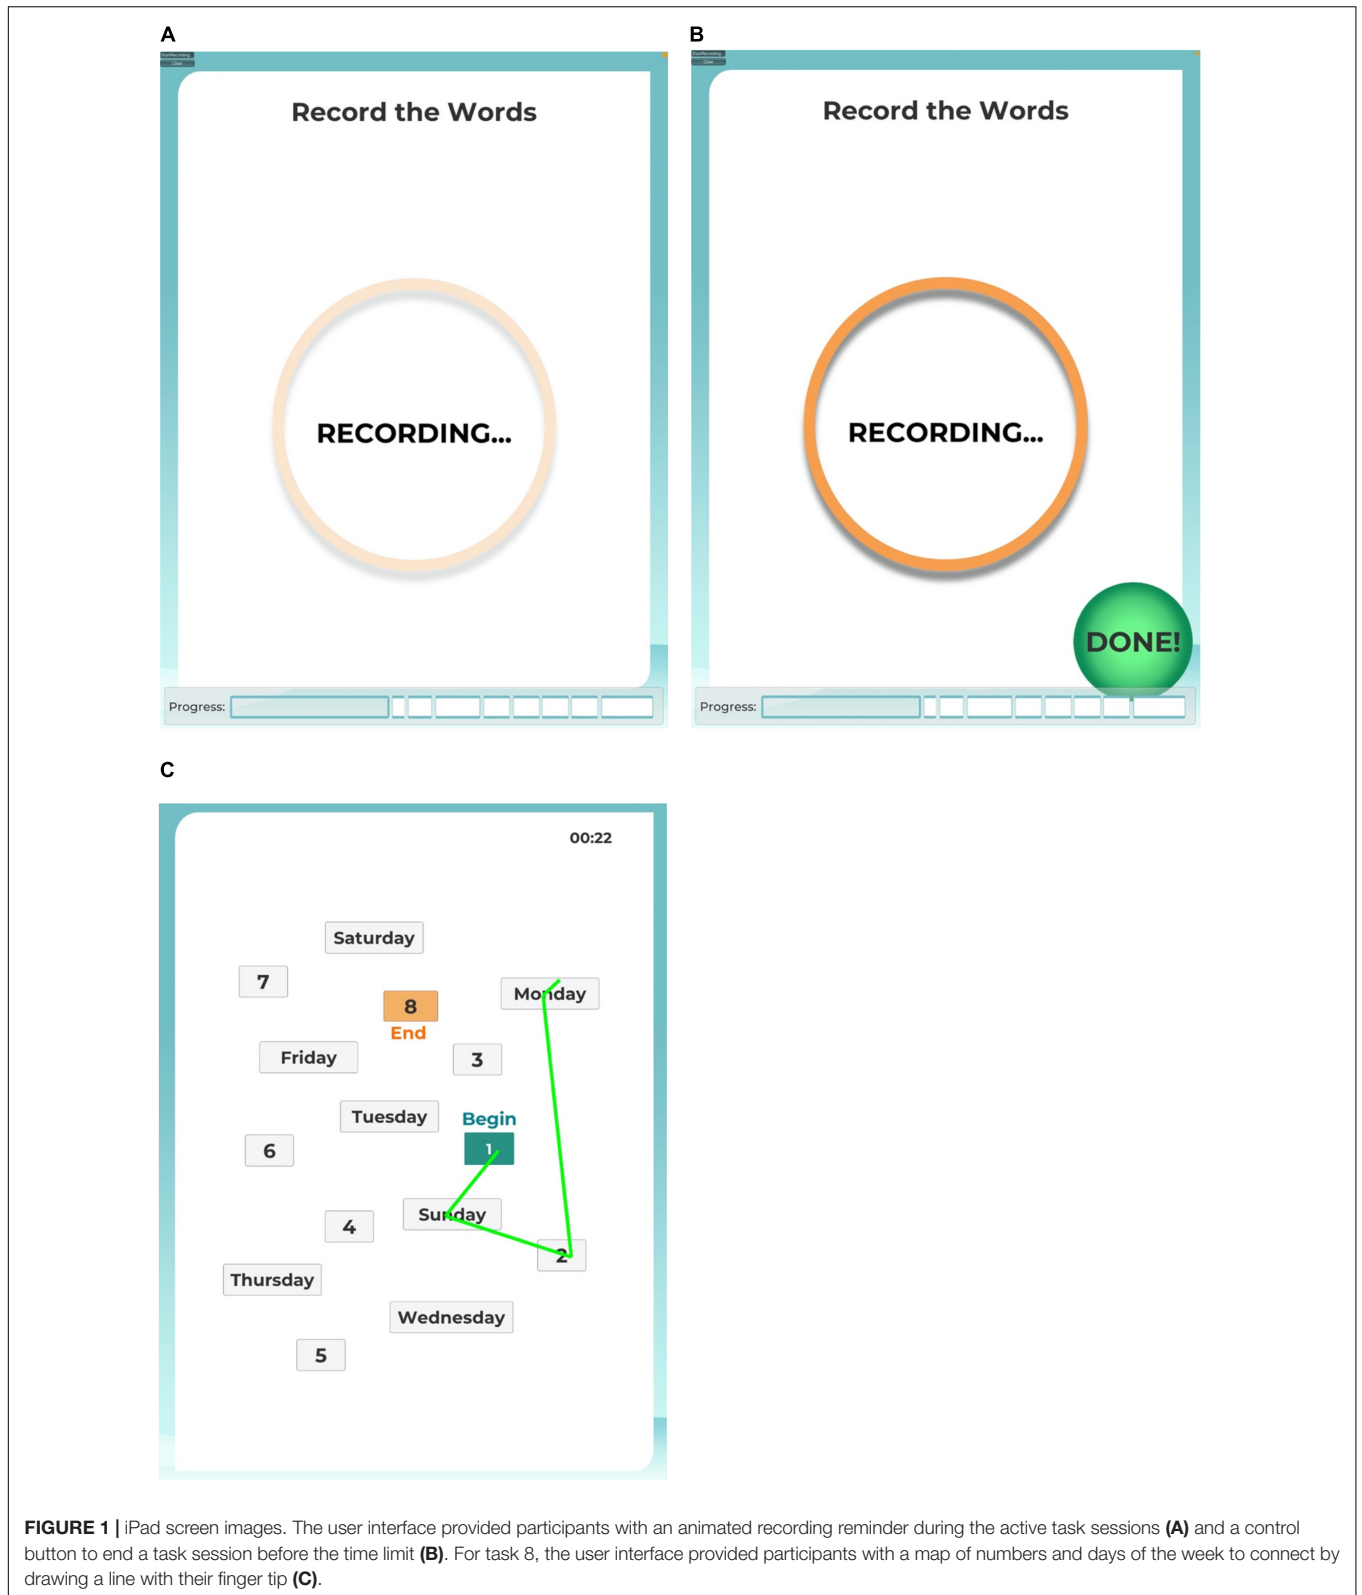 A
StartRecording
Clear
Record the Words
RECORDING...
Progress:
B
StartRecording
Clear
Record the Words
RECORDING...
DONE!
Progress:
C
00:22
Saturday
7
8
Monday
End
Friday
3
Tuesday
Begin
1
6
Sunday
4
2
Thursday
Wednesday
5
FIGURE 1 | iPad screen images. The user interface provided participants with an animated recording reminder during the active task sessions (A) and a control
button to end a task session before the time limit (B). For task 8, the user interface provided participants with a map of numbers and days of the week to connect by
drawing a line with their finger tip (C).